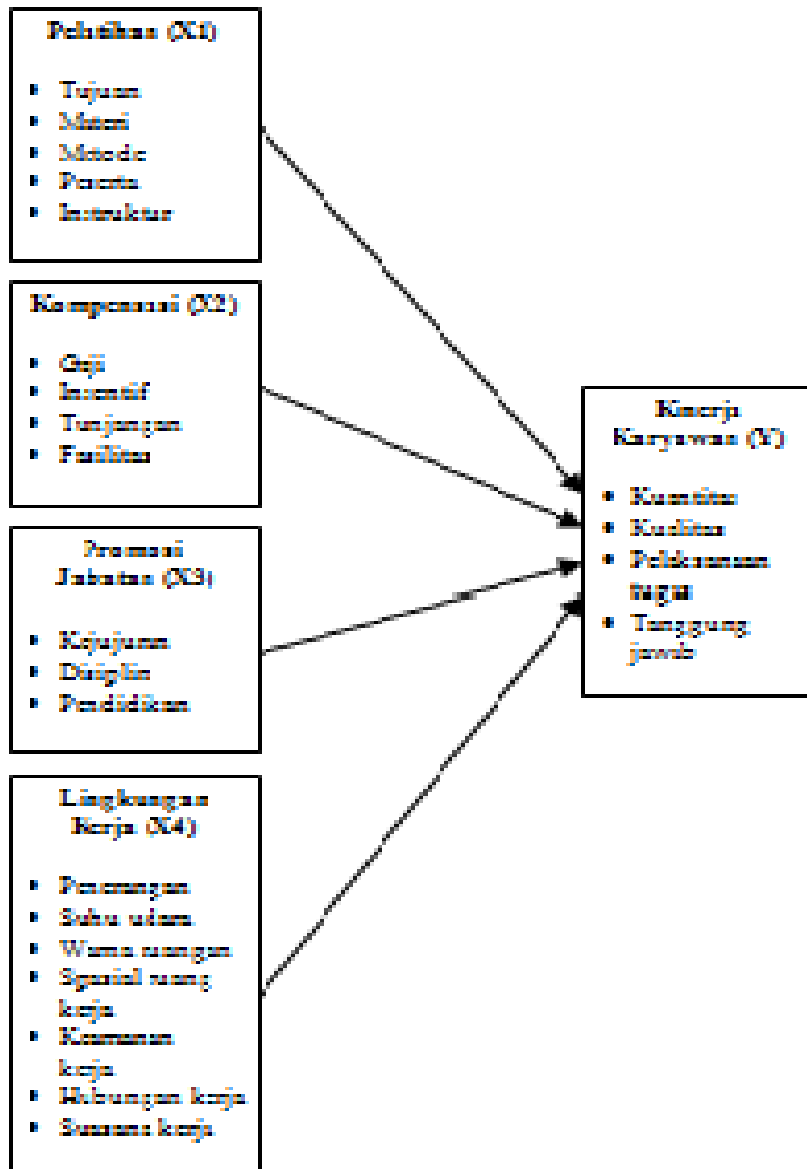 Pelatihan (X1)
• Tujuan
• Materi
• Metode
• Peserta
• Instruktur
Kompensasi (X2)
• Gaji
• Insentif
• Tunjangan
• Fasilitas
Promosi
Jabatan (X3)
• Kejujuran
• Disiplin
• Pendidikan
Lingkungan
Kerja (X4)
• Penerangan
• Suhu udara
• Warna ruangan
• Spasial ruang
kerja
• Keamanan
kerja
• Hubungan kerja
• Suasana kerja
Kinerja
Karyawan (Y)
• Kuantitas
• Kualitas
• Pelaksanaan
tugas
• Tanggung
jawab